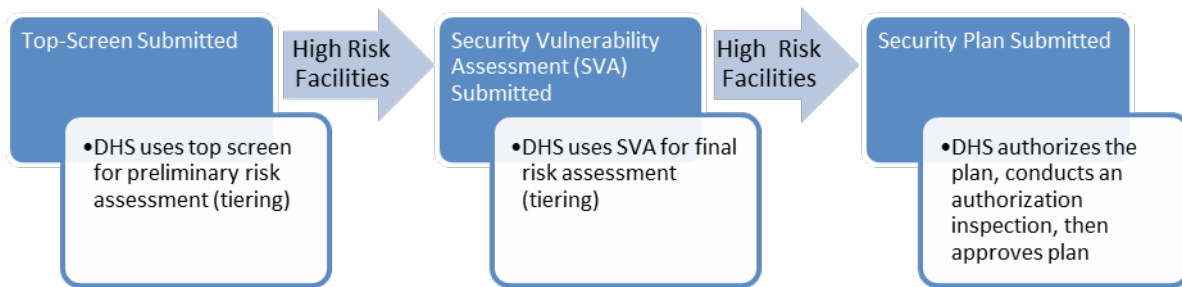 Top-Screen Submitted
•DHS uses top screen
for preliminary risk
assessment (tiering)
High Risk
Facilities
Security Vulnerability
Assessment (SVA)
Submitted
•DHS uses SVA for final
risk assessment
(tiering)
High Risk
Facilities
Security Plan Submitted
•DHS authorizes the
plan, conducts an
authorization
inspection, then
approves plan